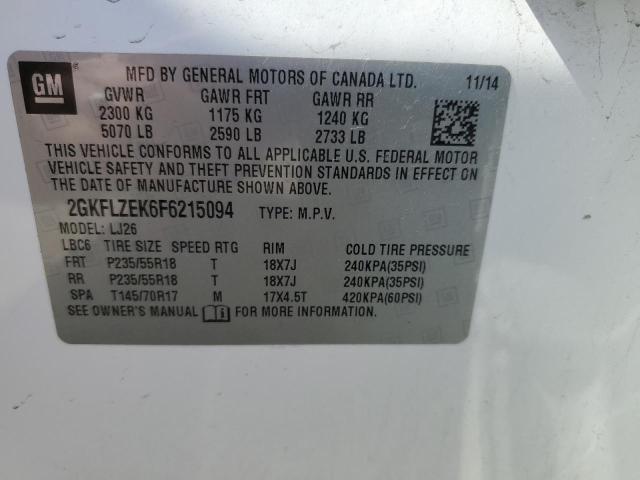 GM
MFD BY GENERAL MOTORS OF CANADA LTD. 11/14
GVWR GAWR FRT GAWR RR
2300 KG 1175 KG 1240 KG
5070 LB 2590 LB 2733 LB
THIS VEHICLE CONFORMS TO ALL APPLICABLE U.S. FEDERAL MOTOR
VEHICLE SAFETY AND THEFT PREVENTION STANDARDS IN EFFECT ON
THE DATE OF MANUFACTURE SHOWN ABOVE.
2GKFLZEK6F6215094 TYPE: M.P.V.
MODEL: LJ26
LBC6 TIRE SIZE SPEED RTG RIM COLD TIRE PRESSURE
FRT P235/55R18 T 18X7J 240KPA(35PSI)
RR P235/55R18 T 18X7J 240KPA(35PSI)
SPA T145/70R17 M 17X4.5T 420KPA(60PSI)
SEE OWNER'S MANUAL FOR MORE INFORMATION.